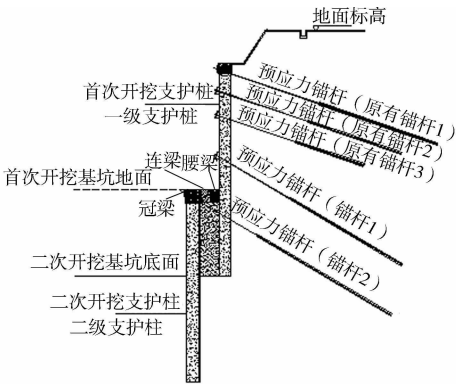 地面标高
预应力锚杆(原有锚杆1)
预应力锚杆(原有锚杆2)
预应力锚杆(原有锚杆3)
首次开挖支护桩
一级支护桩
连梁
腰梁
首次开挖基坑地面
冠梁
预应力锚杆(锚杆1)
预应力锚杆(锚杆2)
二次开挖基坑底面
二次开挖支护柱
二级支护柱